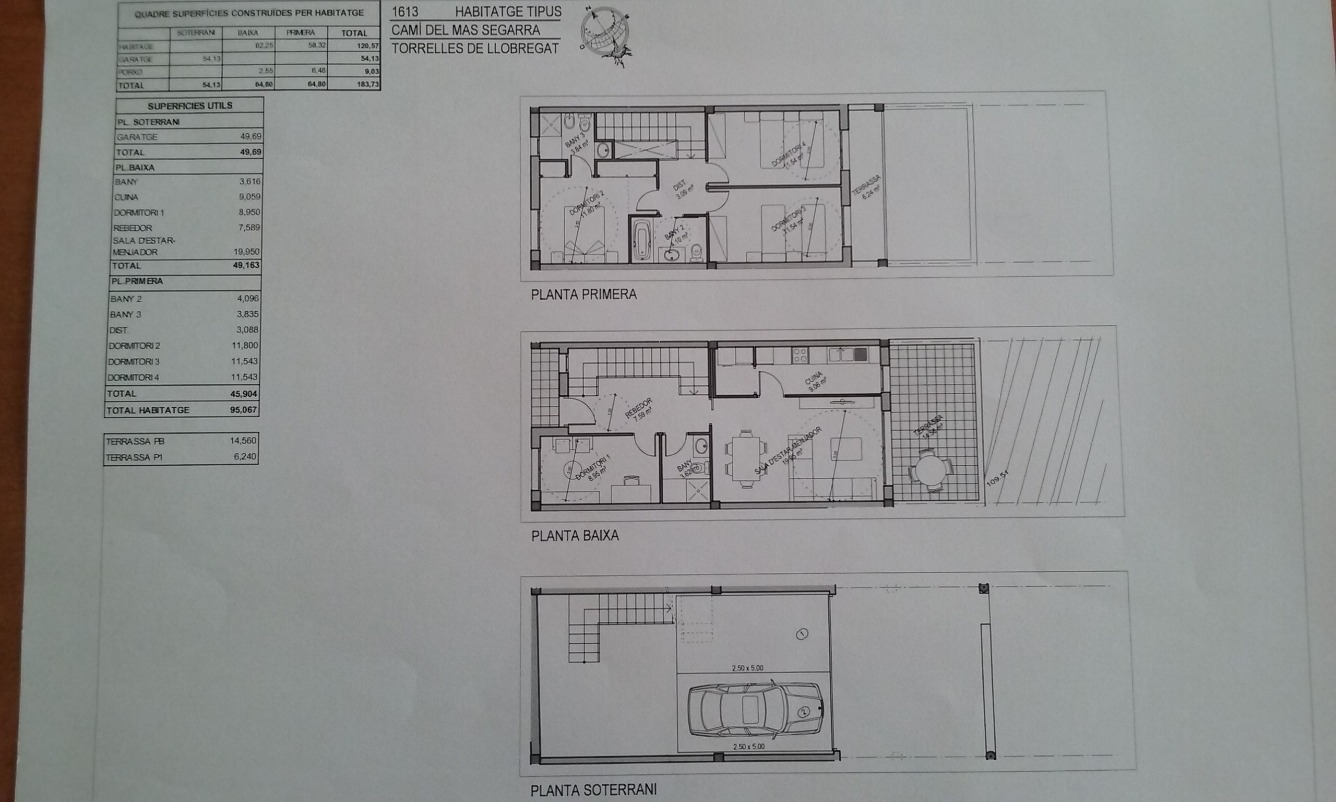 QUADRE SUPERFÍCIES CONSTRUÏDES PER HABITATGE
SOTERRANI BAIXA PRIMERA TOTAL
HABITATGE 62,25 58,32 120,57
GARATGE 54,13 54,13
PORXO 2,55 6,48 9,03
TOTAL 54,13 64,80 64,80 183,73
SUPERFICIES UTILS
PL. SOTERRANI
GARATGE 49,69
TOTAL 49,69
PL.BAIXA
BANY 3,616
CUINA 9,059
DORMITORI 1 8,950
REBEDOR 7,589
SALA D'ESTAR-
MENJADOR 19,950
TOTAL 49,163
PL.PRIMERA
BANY 2 4,096
BANY 3 3,835
DIST. 3,088
DORMITORI 2 11,800
DORMITORI 3 11,543
DORMITORI 4 11,543
TOTAL 45,904
TOTAL HABITATGE 95,067
TERRASSA PB 14,560
TERRASSA P1 6,240
1613 HABITATGE TIPUS
CAMÍ DEL MAS SEGARRA
TORRELLES DE LLOBREGAT
BANY 3
3.84 m²
DORMITORI 2
11.80 m²
DIST.
3.09 m²
BANY 2
4.10 m²
DORMITORI 4
11.54 m²
DORMITORI 3
11.54 m²
TERRASSA
6.24 m²
PLANTA PRIMERA
REBEDOR
7.59 m²
CUINA
9.06 m²
DORMITORI 1
8.95 m²
BANY
3.62 m²
SALA D'ESTAR-MENJADOR
19.95 m²
TERRASSA
14.56 m²
109.51
PLANTA BAIXA
1
2.50 x 5.00
2
2.50 x 5.00
PLANTA SOTERRANI